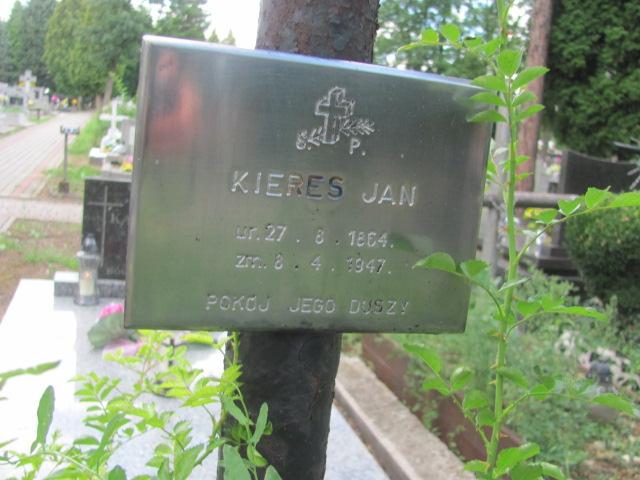 Ś. P.
KIERES JAN
ur. 27 . 8 . 1864.
zm. 8 . 4 . 1947.
POKÓJ JEGO DUSZY